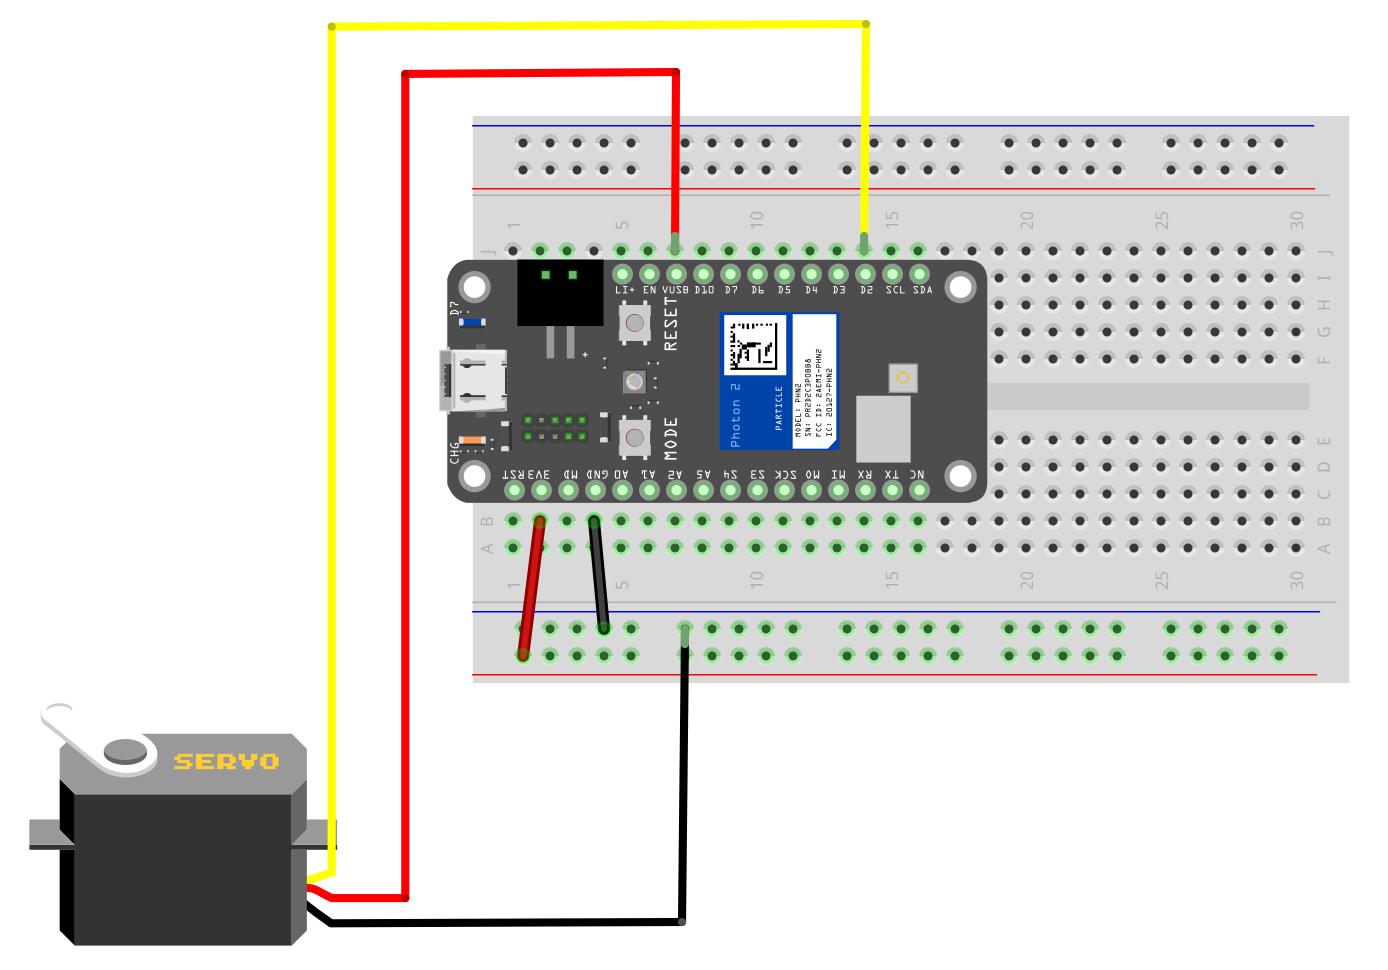 1 5 10 15 20 25 30
J J
LI+ EN VUSB D10 D7 D6 D5 D4 D3 D2 SCL SDA
I
H
G
F
D7
RESET
+
MODE
CHG
Photon 2
PARTICLE
MODEL: PHN2
FCC ID: 2AEMI-PHN2
IC: 20127-PHN2
RST 3V3 MD GND A0 A1 A2 A5 S4 S3 SCK MO MI RX TX NC
E
D
C
B B
A A
1 5 10 15 20 25 30
SERVO